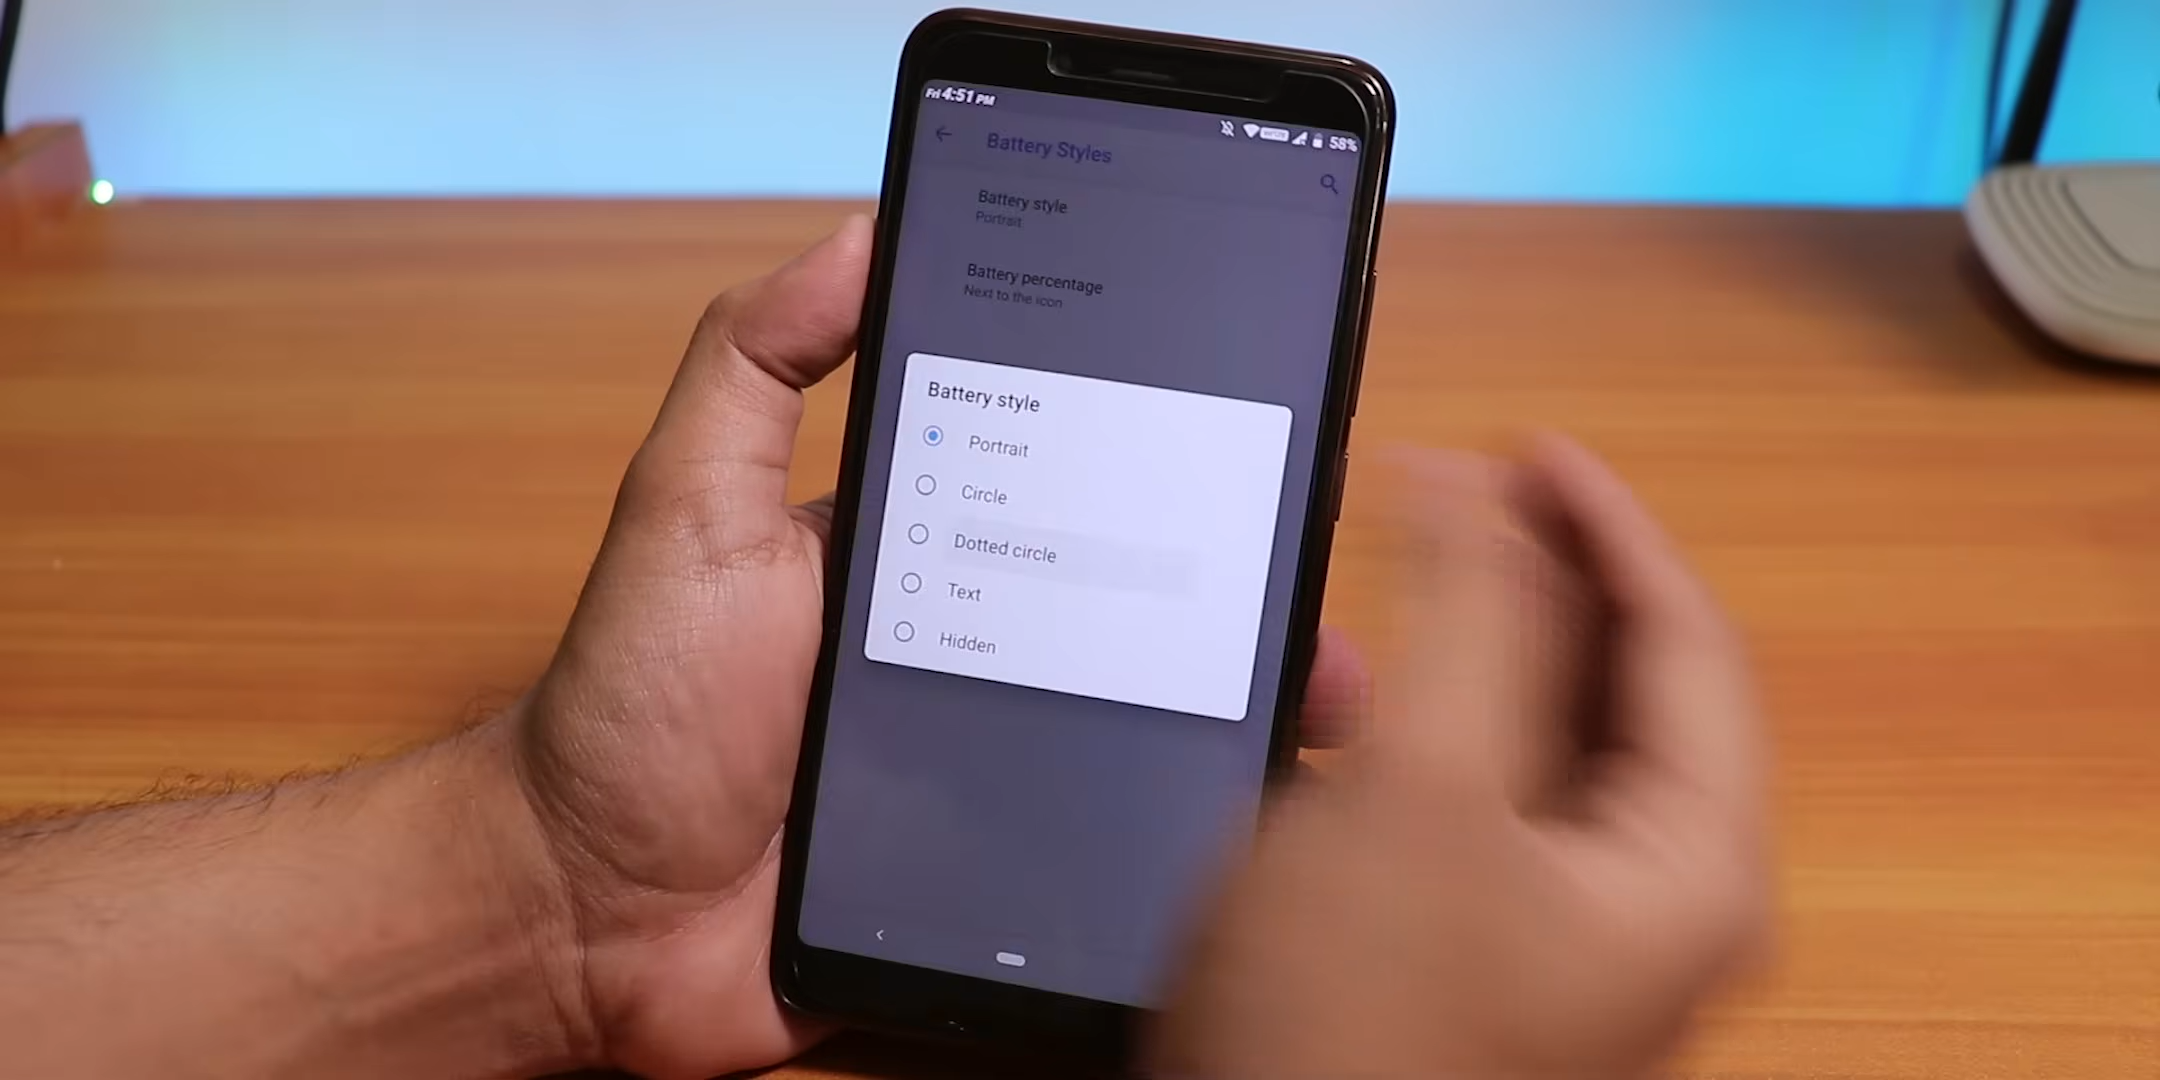 Fri 4:51 PM
58%
Battery Styles
Battery style
Portrait
Battery percentage
Next to the icon
Battery style
Portrait
Circle
Dotted circle
Text
Hidden